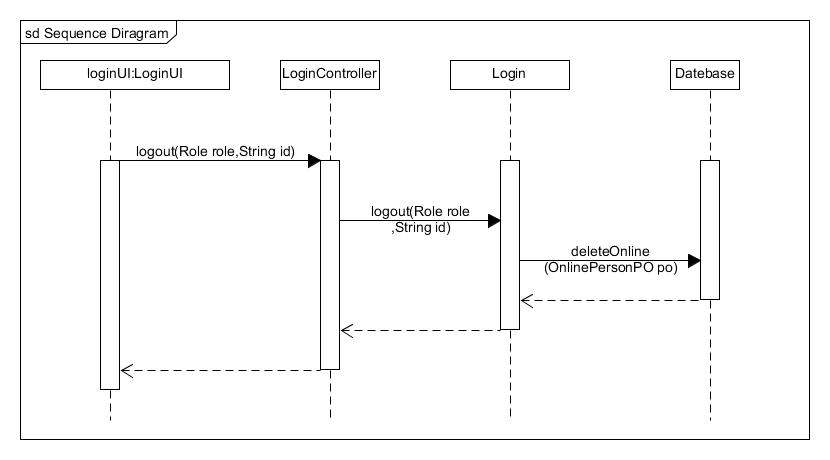 sd Sequence Diragram
loginUI:LoginUI
LoginController
Login
Datebase
logout(Role role,String id)
logout(Role role
,String id)
deleteOnline
(OnlinePersonPO po)